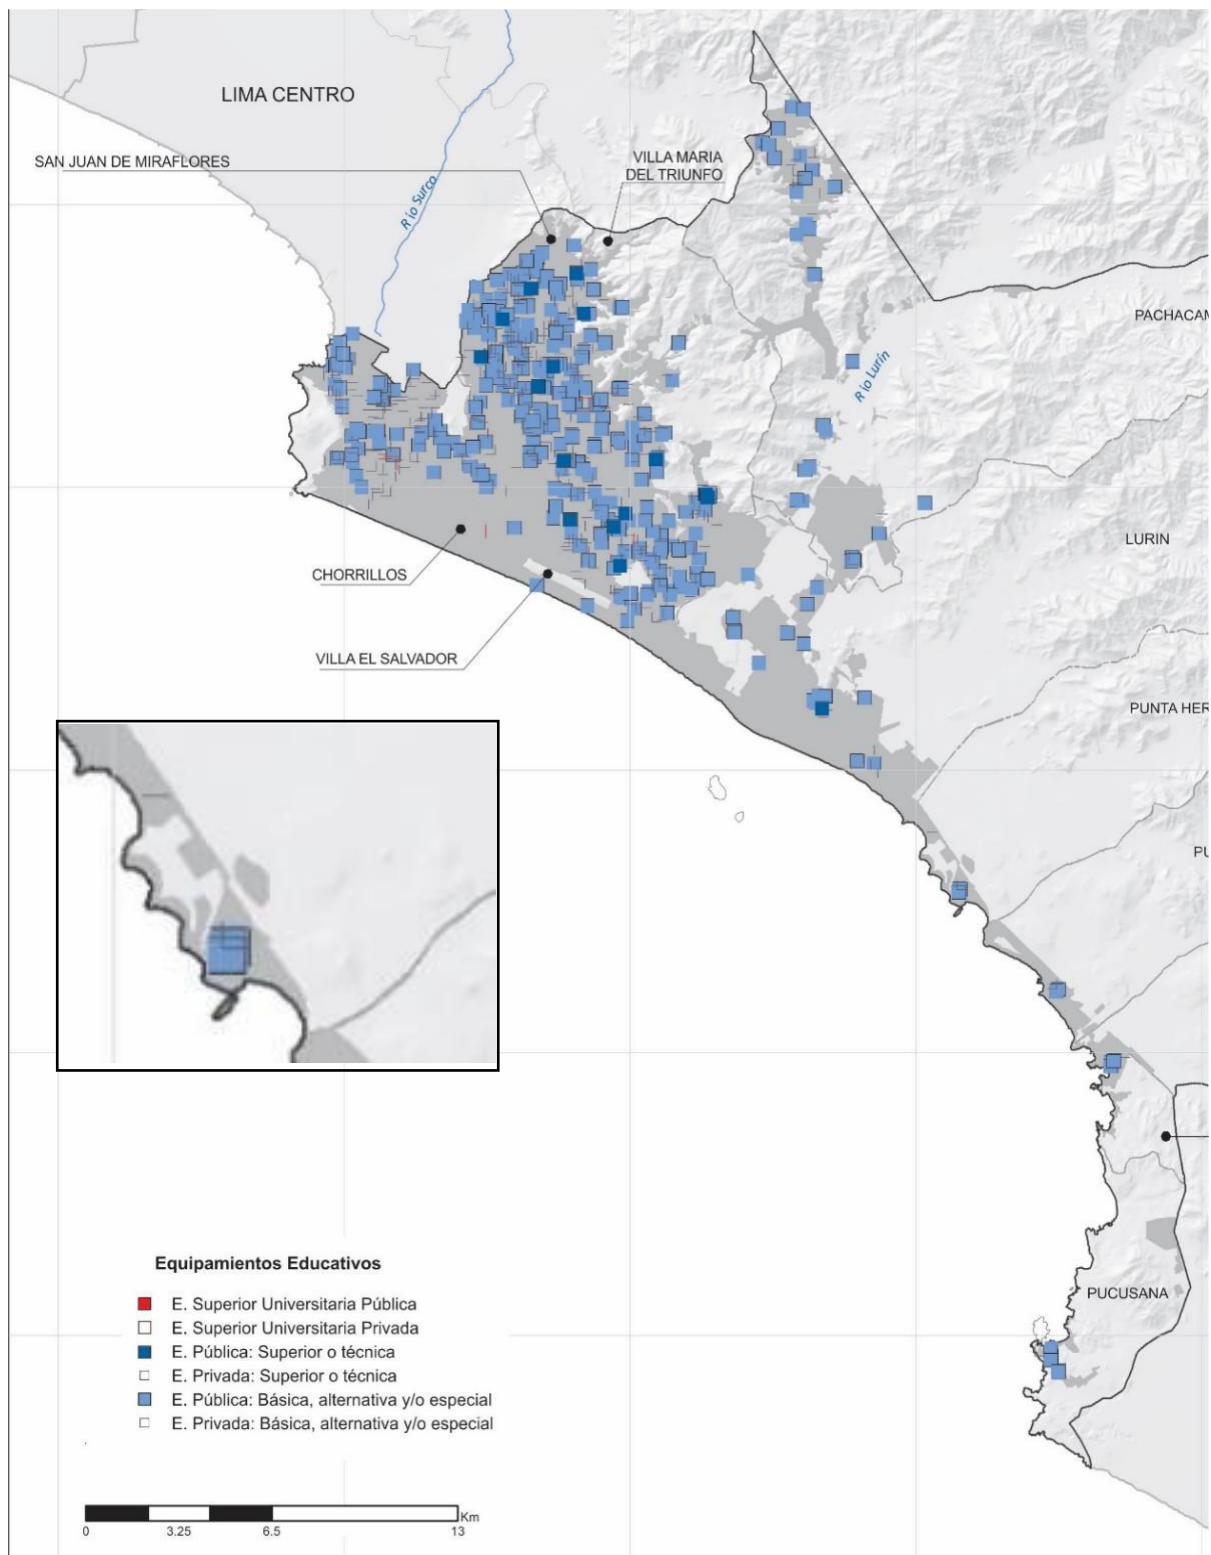 LIMA CENTRO
SAN JUAN DE MIRAFLORES
VILLA MARIA
DEL TRIUNFO
Rio Surco
PACHACAM
Rio Lurín
LURIN
CHORRILLOS
VILLA EL SALVADOR
PUNTA HER
PU
PUCUSANA
Equipamientos Educativos
E. Superior Universitaria Pública
E. Superior Universitaria Privada
E. Pública: Superior o técnica
E. Privada: Superior o técnica
E. Pública: Básica, alternativa y/o especial
E. Privada: Básica, alternativa y/o especial
Km
0 3.25 6.5 13